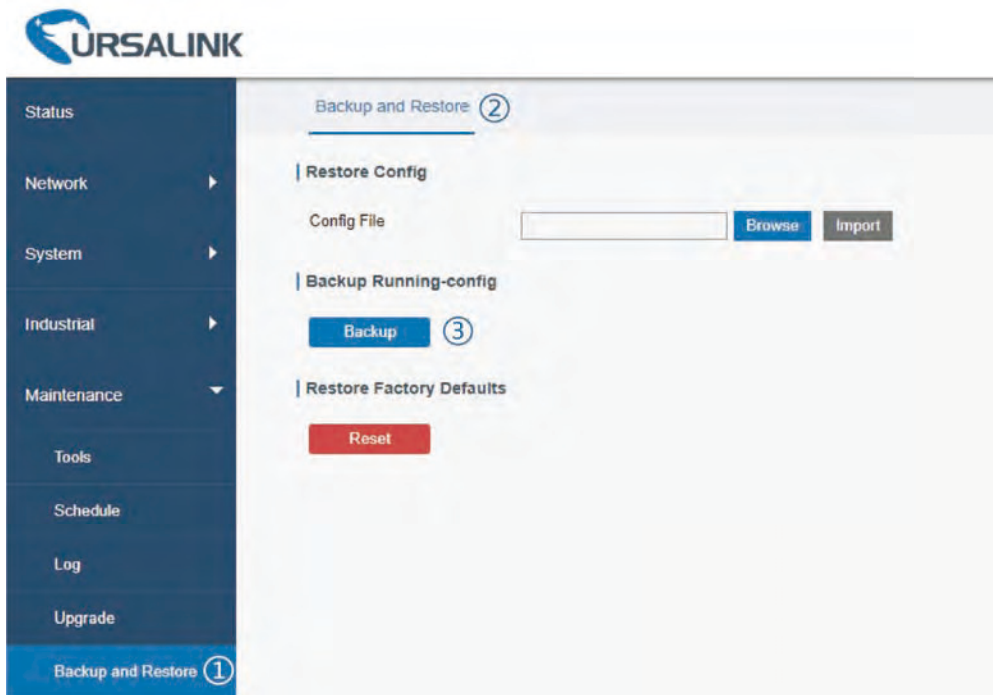 URSALINK
Status
Network
System
Industrial
Maintenance
Tools
Schedule
Log
Upgrade
Backup and Restore ①
Backup and Restore ②
Restore Config
Config File Browse Import
Backup Running-config
Backup ③
Restore Factory Defaults
Reset